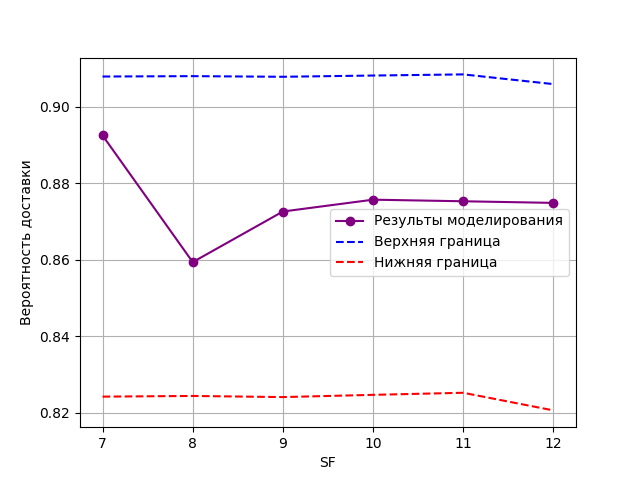 0.90
0.88
0.86
0.84
0.82
Вероятность доставки
Результы моделирования
Верхняя граница
Нижняя граница
7 8 9 10 11 12
SF